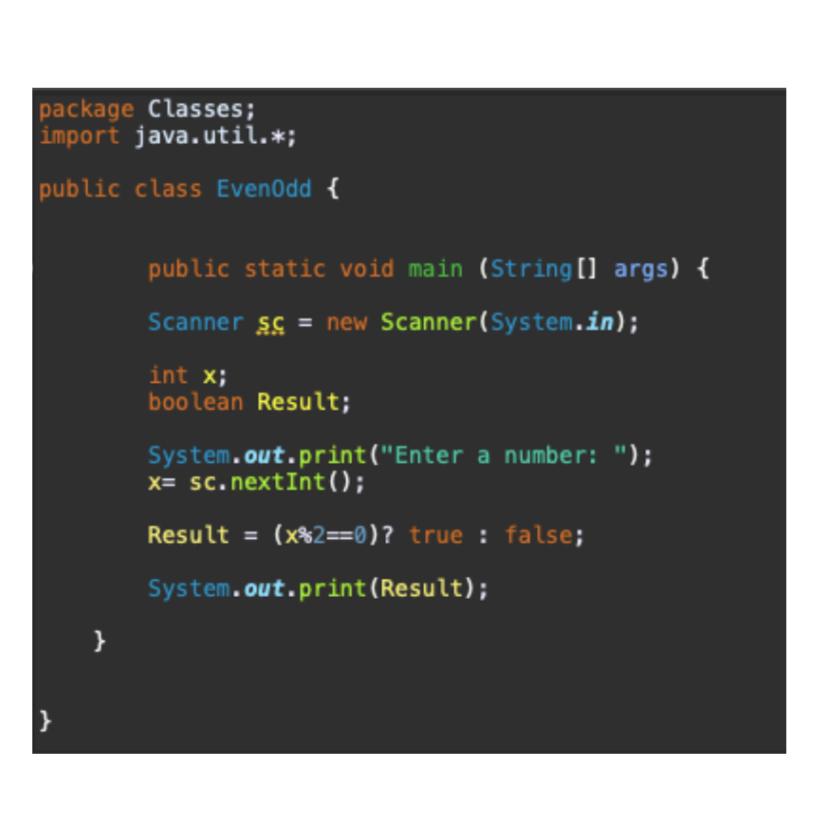 package Classes;
import java.util.*;
public class EvenOdd {
public static void main (String[] args) {
Scanner sc = new Scanner(System.in);
int x;
boolean Result;
System.out.print("Enter a number: ");
x= sc.nextInt();
Result = (x%2==0)? true : false;
System.out.print(Result);
}
}